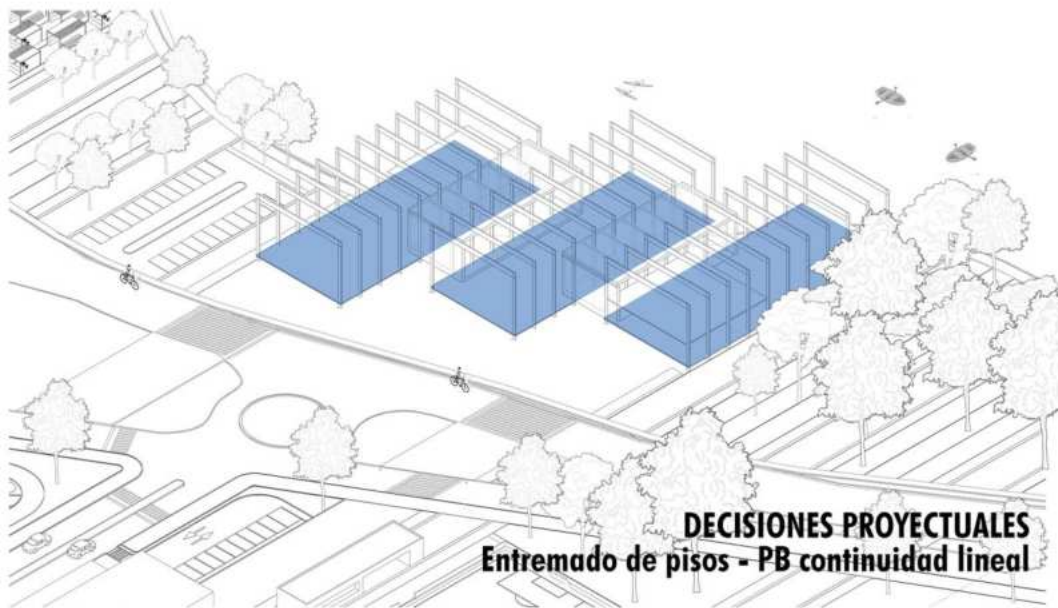 DECISIONES PROYECTUALES
Entremado de pisos - PB continuidad lineal